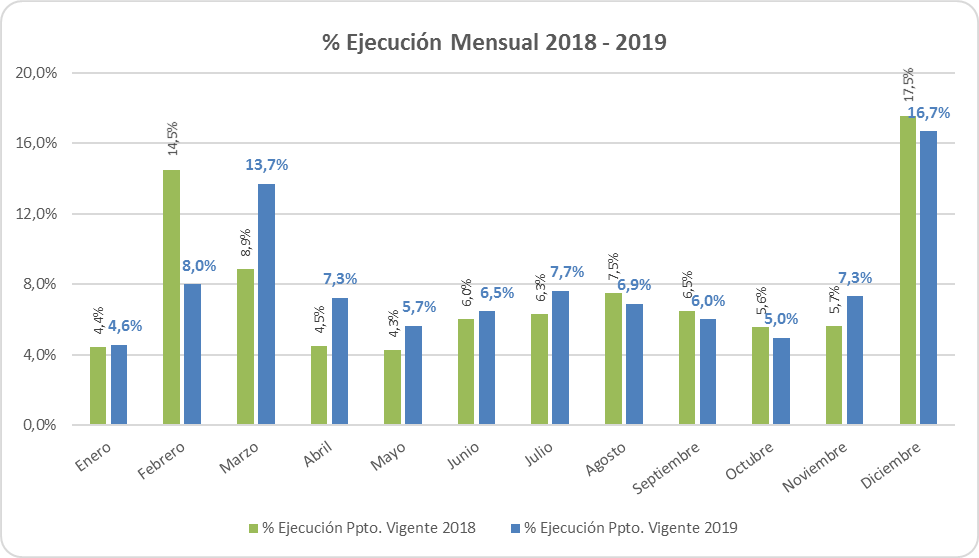 % Ejecución Mensual 2018 - 2019
20,0%
16,0%
12,0%
8,0%
4,0%
0,0%
4,4%
4,6%
14,5%
8,0%
8,9%
13,7%
4,5%
7,3%
4,3%
5,7%
6,0%
6,5%
6,3%
7,7%
7,5%
6,9%
6,5%
6,0%
5,6%
5,0%
5,7%
7,3%
17,5%
16,7%
Enero
Febrero
Marzo
Abril
Mayo
Junio
Julio
Agosto
Septiembre
Octubre
Noviembre
Diciembre
% Ejecución Ppto. Vigente 2018
% Ejecución Ppto. Vigente 2019